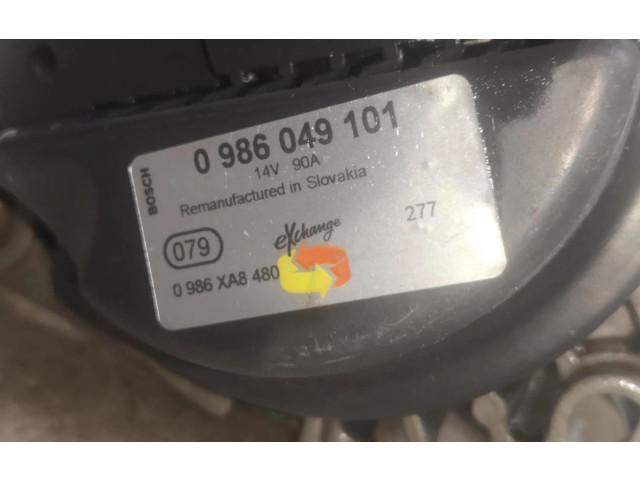 BOSCH
0 986 049 101
14V 90A
Remanufactured in Slovakia
079
eXchange
277
0 986 XA8 480